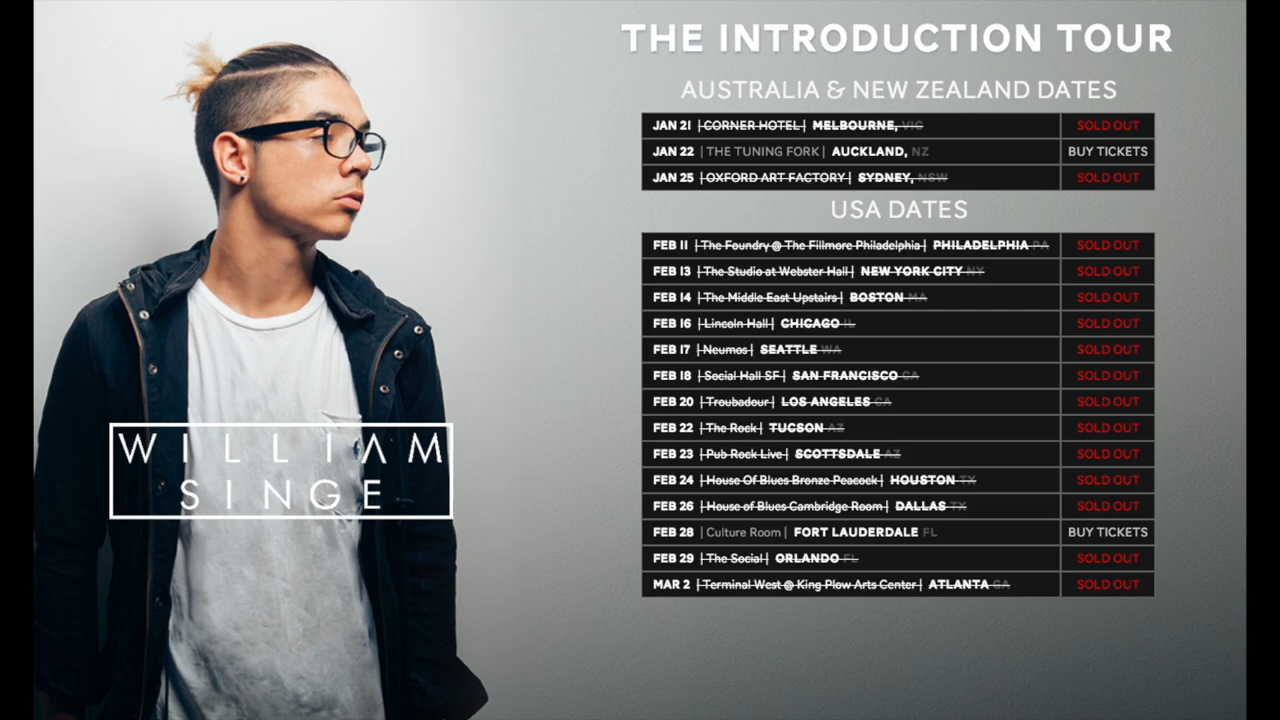 THE INTRODUCTION TOUR
AUSTRALIA & NEW ZEALAND DATES
JAN 21 | CORNER HOTEL | MELBOURNE, VIC SOLD OUT
JAN 22 | THE TUNING FORK | AUCKLAND, NZ BUY TICKETS
JAN 25 | OXFORD ART FACTORY | SYDNEY, NSW SOLD OUT
USA DATES
FEB 11 | The Foundry @ The Fillmore Philadelphia | PHILADELPHIA PA SOLD OUT
FEB 13 | The Studio at Webster Hall | NEW YORK CITY NY SOLD OUT
FEB 14 | The Middle East Upstairs | BOSTON MA SOLD OUT
FEB 16 | Lincoln Hall | CHICAGO IL SOLD OUT
FEB 17 | Neumos | SEATTLE WA SOLD OUT
FEB 18 | Social Hall SF | SAN FRANCISCO CA SOLD OUT
FEB 20 | Troubadour | LOS ANGELES CA SOLD OUT
FEB 22 | The Rock | TUCSON AZ SOLD OUT
FEB 23 | Pub Rock Live | SCOTTSDALE AZ SOLD OUT
FEB 24 | House Of Blues Bronze Peacock | HOUSTON TX SOLD OUT
FEB 26 | House of Blues Cambridge Room | DALLAS TX SOLD OUT
FEB 28 | Culture Room | FORT LAUDERDALE FL BUY TICKETS
FEB 29 | The Social | ORLANDO FL SOLD OUT
MAR 2 | Terminal West @ King Plow Arts Center | ATLANTA GA SOLD OUT
WILLIAM
SINGE